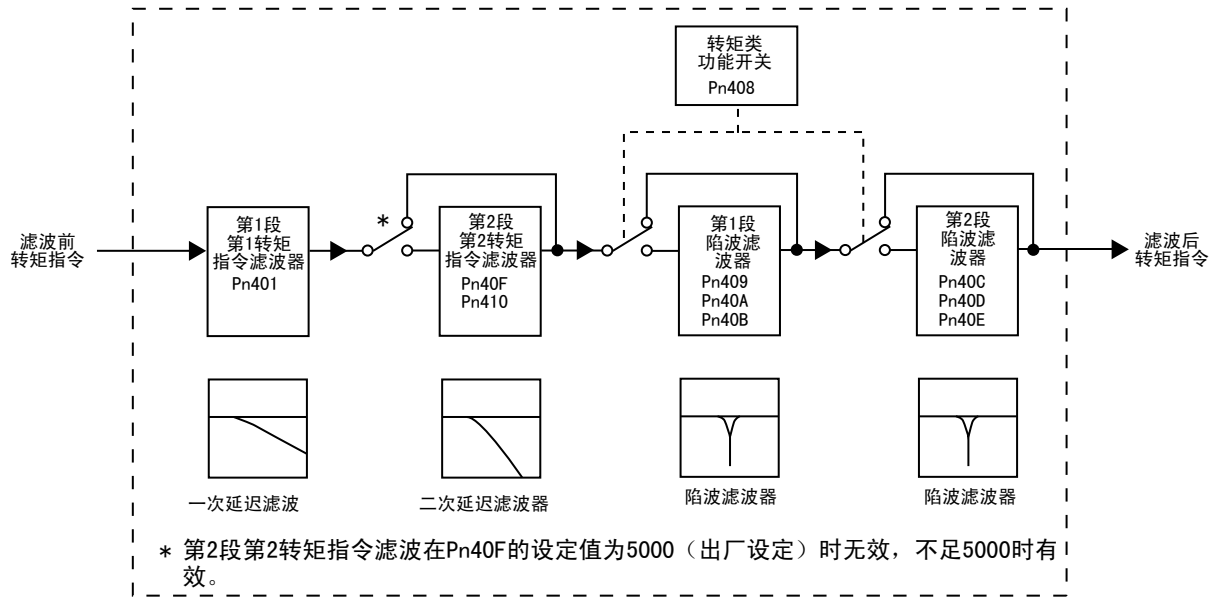 转矩类
功能开关
Pn408
滤波前
转矩指令
第1段
第1转矩
指令滤波器
Pn401
*
第2段
第2转矩
指令滤波器
Pn40F
Pn410
第1段
陷波滤
波器
Pn409
Pn40A
Pn40B
第2段
陷波滤
波器
Pn40C
Pn40D
Pn40E
滤波后
转矩指令
一次延迟滤波
二次延迟滤波器
陷波滤波器
陷波滤波器
* 第2段第2转矩指令滤波在Pn40F的设定值为5000（出厂设定）时无效，不足5000时有
效。